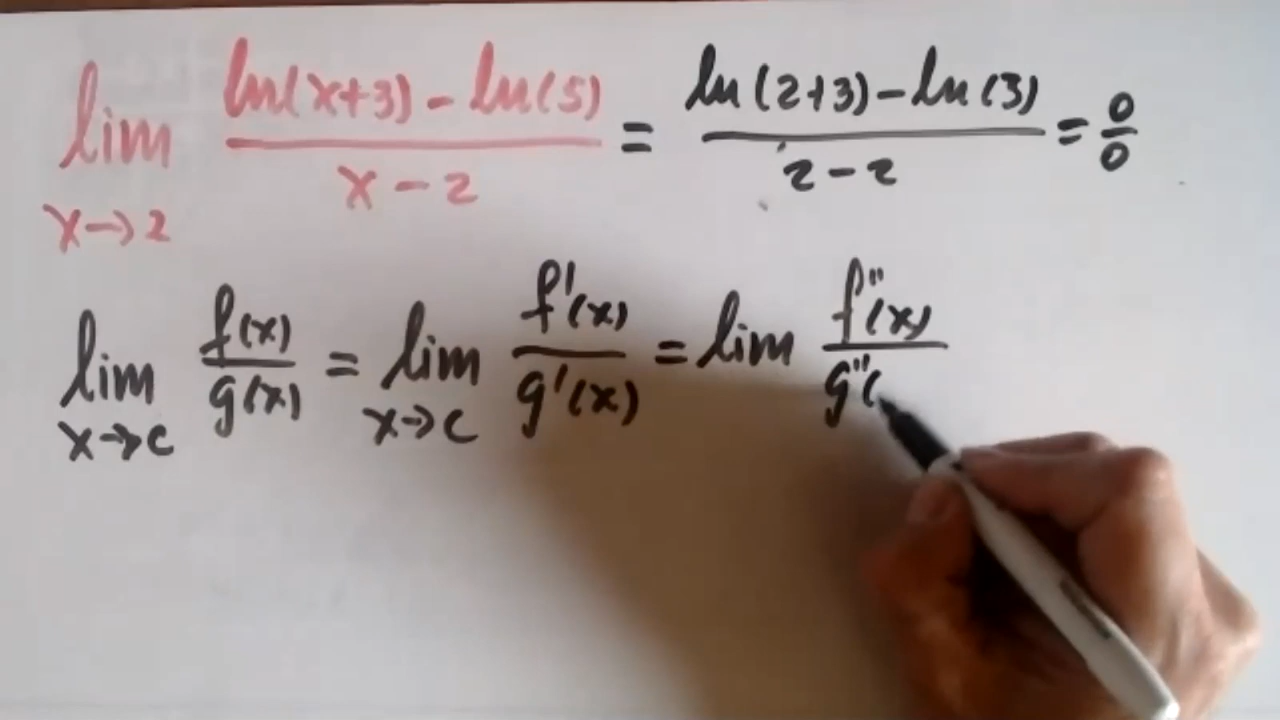 lim x→2 ln(x+3) - ln(5) / x - 2 = ln(2+3) - ln(3) / 2 - 2 = 0/0
lim x→c f(x)/g(x) = lim x→c f'(x)/g'(x) = lim f''(x)/g''(